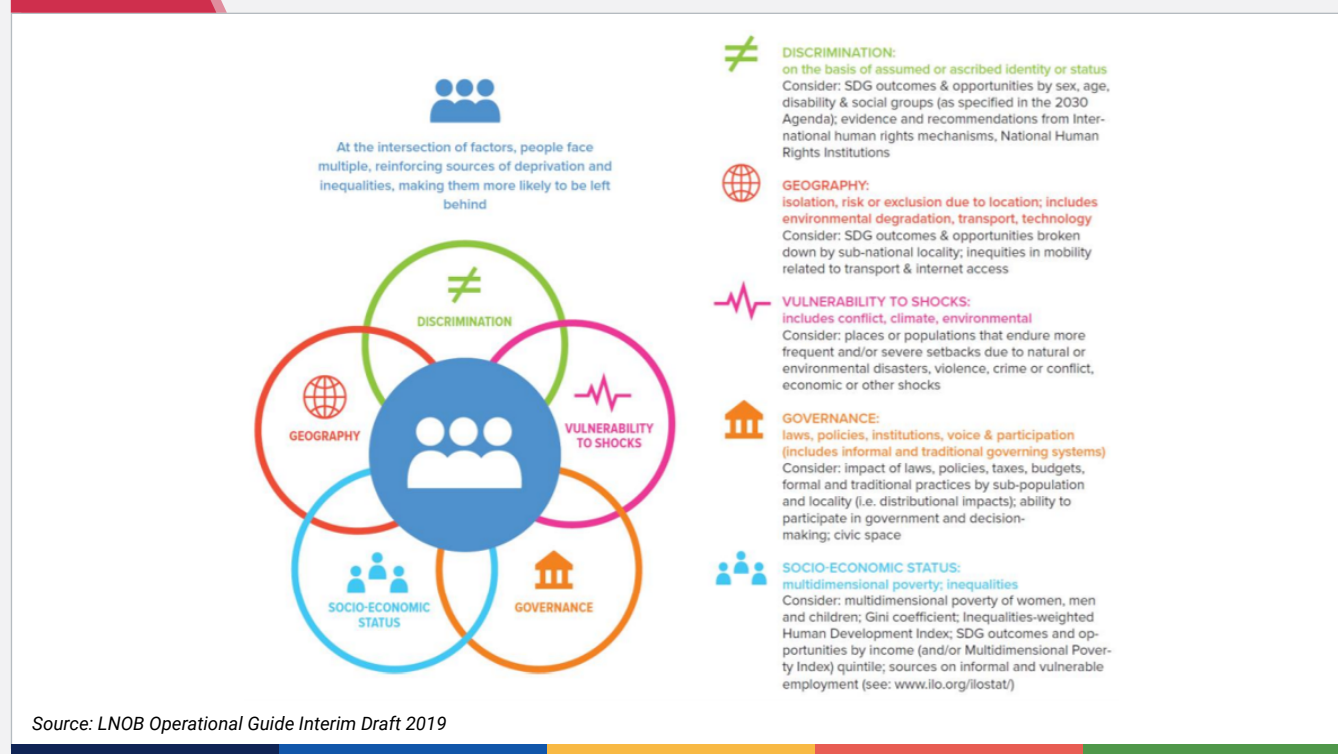 At the intersection of factors, people face
multiple, reinforcing sources of deprivation and
inequalities, making them more likely to be left
behind
DISCRIMINATION
GEOGRAPHY
VULNERABILITY
TO SHOCKS
SOCIO-ECONOMIC
STATUS
GOVERNANCE
DISCRIMINATION:
on the basis of assumed or ascribed identity or status
Consider: SDG outcomes & opportunities by sex, age,
disability & social groups (as specified in the 2030
Agenda); evidence and recommendations from Inter-
national human rights mechanisms, National Human
Rights Institutions
GEOGRAPHY:
isolation, risk or exclusion due to location; includes
environmental degradation, transport, technology
Consider: SDG outcomes & opportunities broken
down by sub-national locality; inequities in mobility
related to transport & internet access
VULNERABILITY TO SHOCKS:
includes conflict, climate, environmental
Consider: places or populations that endure more
frequent and/or severe setbacks due to natural or
environmental disasters, violence, crime or conflict,
economic or other shocks
GOVERNANCE:
laws, policies, institutions, voice & participation
(includes informal and traditional governing systems)
Consider: impact of laws, policies, taxes, budgets,
formal and traditional practices by sub-population
and locality (i.e. distributional impacts); ability to
participate in government and decision-
making; civic space
SOCIO-ECONOMIC STATUS:
multidimensional poverty; inequalities
Consider: multidimensional poverty of women, men
and children; Gini coefficient; Inequalities-weighted
Human Development Index; SDG outcomes and op-
portunities by income (and/or Multidimensional Pover-
ty Index) quintile; sources on informal and vulnerable
employment (see: www.ilo.org/ilostat/)
Source: LNOB Operational Guide Interim Draft 2019